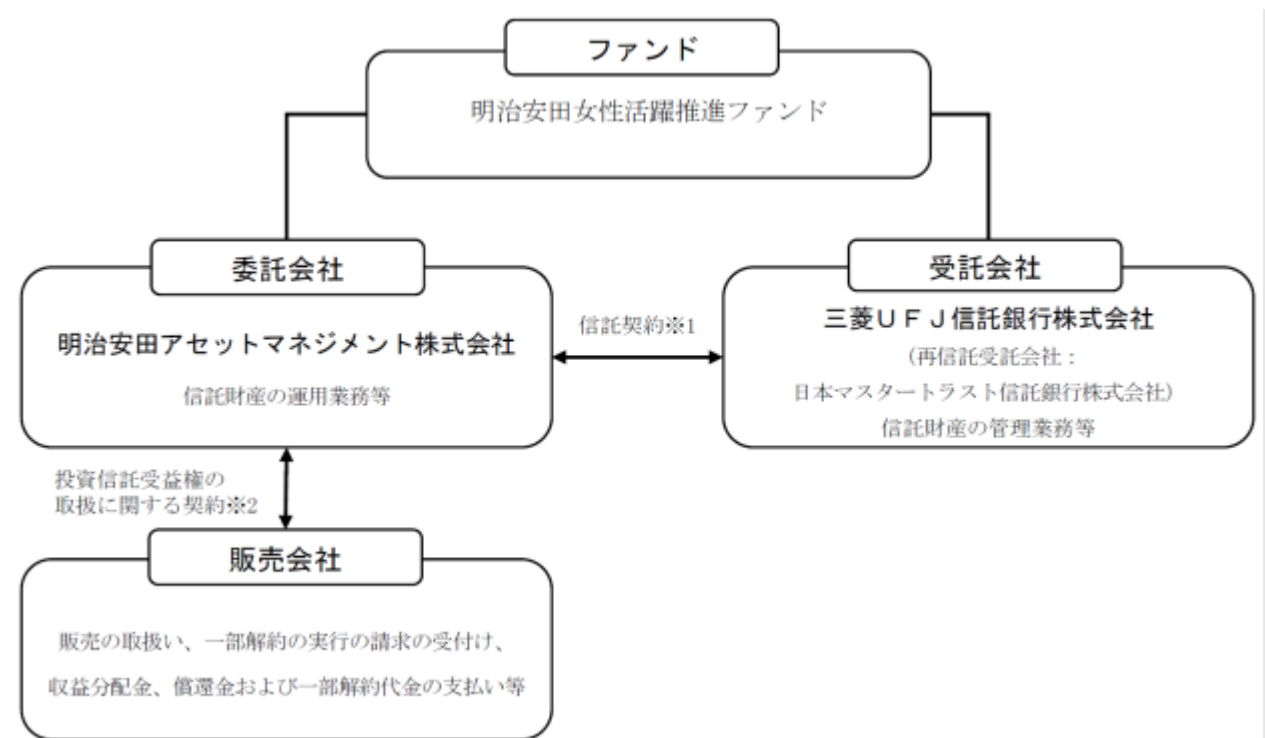 ファンド
明治安田女性活躍推進ファンド
委託会社
明治安田アセットマネジメント株式会社
信託財産の運用業務等
信託契約※1
受託会社
三菱UFJ信託銀行株式会社
(再信託受託会社:
日本マスタートラスト信託銀行株式会社)
信託財産の管理業務等
投資信託受益権の
取扱に関する契約※2
販売会社
販売の取扱い、一部解約の実行の請求の受付け、
収益分配金、償還金および一部解約代金の支払い等